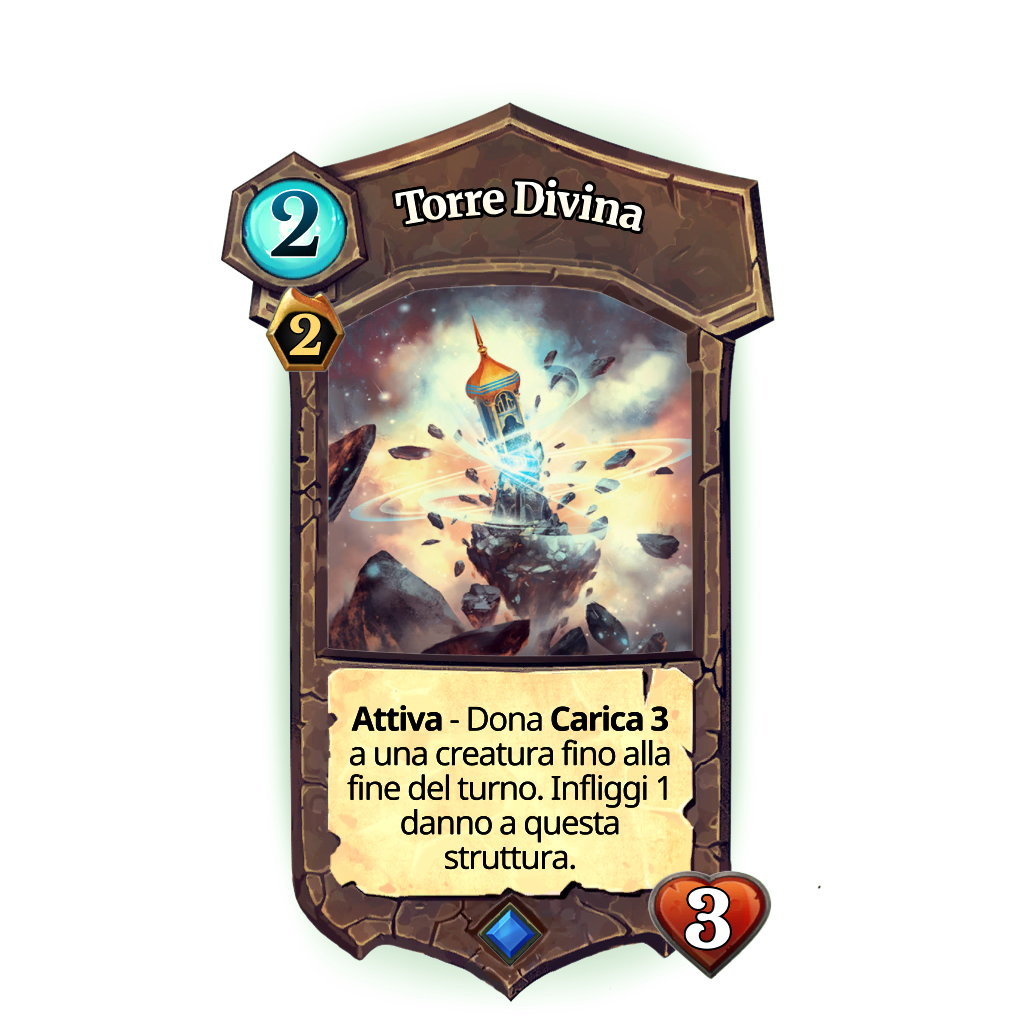 2
Torre Divina
2
Attiva - Dona Carica 3
a una creatura fino alla
fine del turno. Infliggi 1
danno a questa
struttura.
3